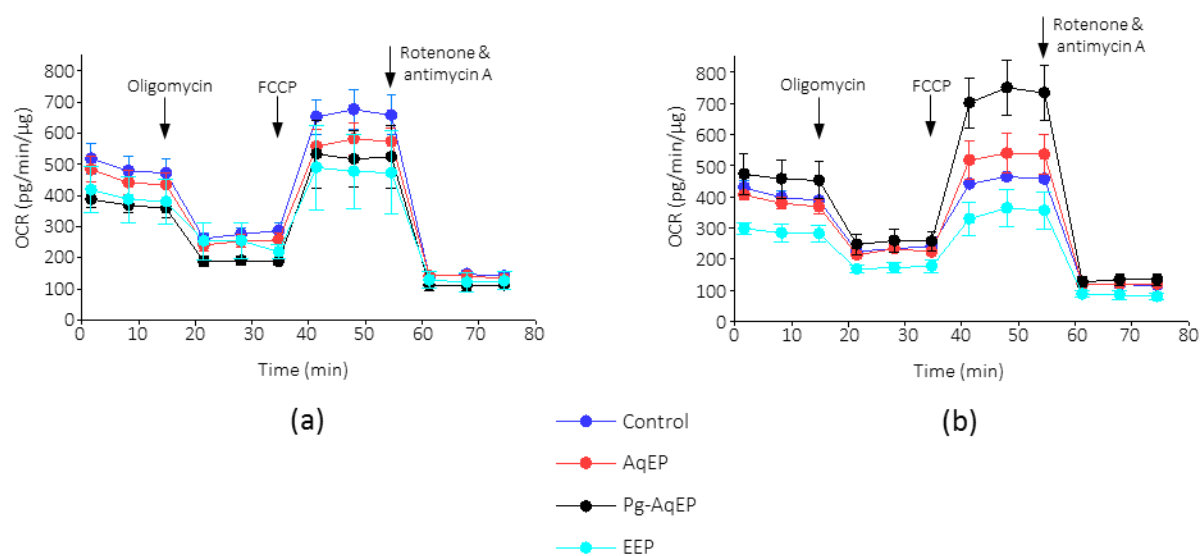 Rotenone &
antimycin A
Oligomycin
FCCP
800
700
600
500
400
300
200
100
0
OCR (pg/min/µg)
0 10 20 30 40 50 60 70 80
Time (min)
(a)
Rotenone &
antimycin A
Oligomycin
FCCP
800
700
600
500
400
300
200
100
0
OCR (pg/min/µg)
0 10 20 30 40 50 60 70 80
Time (min)
(b)
Control
AqEP
Pg-AqEP
EEP